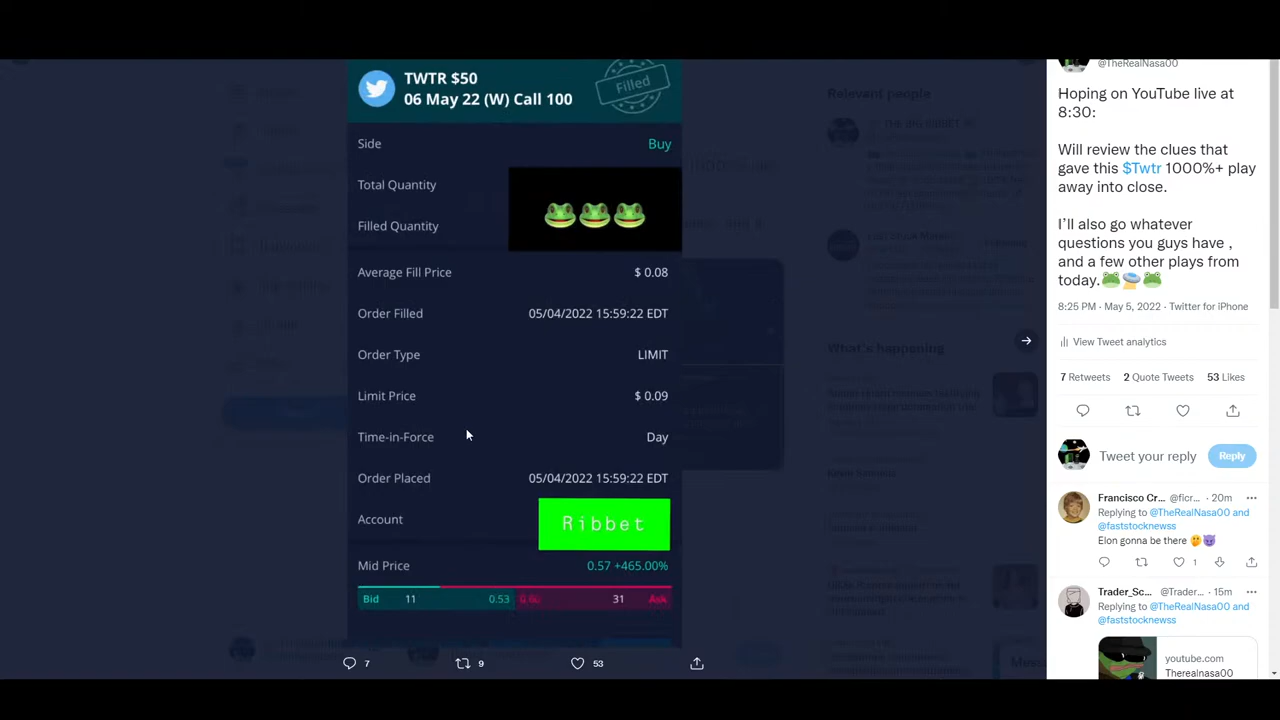 TWTR $50
06 May 22 (W) Call 100
Filled
Side
Buy
Total Quantity
Filled Quantity
Average Fill Price
$ 0.08
Order Filled
05/04/2022 15:59:22 EDT
Order Type
LIMIT
Limit Price
$ 0.09
Time-in-Force
Day
Order Placed
05/04/2022 15:59:22 EDT
Account
Ribbet
Mid Price
0.57 +465.00%
Bid 11 0.53 0.60 31 Ask
7 9 53
Relevant people
What's happening
@TheRealNasa00
Hoping on YouTube live at
8:30:
Will review the clues that
gave this $Twtr 1000%+ play
away into close.
I'll also go whatever
questions you guys have ,
and a few other plays from
today.🐸🛸🐸
8:25 PM · May 5, 2022 · Twitter for iPhone
View Tweet analytics
7 Retweets 2 Quote Tweets 53 Likes
Tweet your reply
Reply
Francisco Cr... @ficr... · 20m
Replying to @TheRealNasa00 and
@faststocknewss
Elon gonna be there 🤫😈
1
Trader_Sc... @Trader... · 15m
Replying to @TheRealNasa00 and
@faststocknewss
youtube.com
Therealnasa00